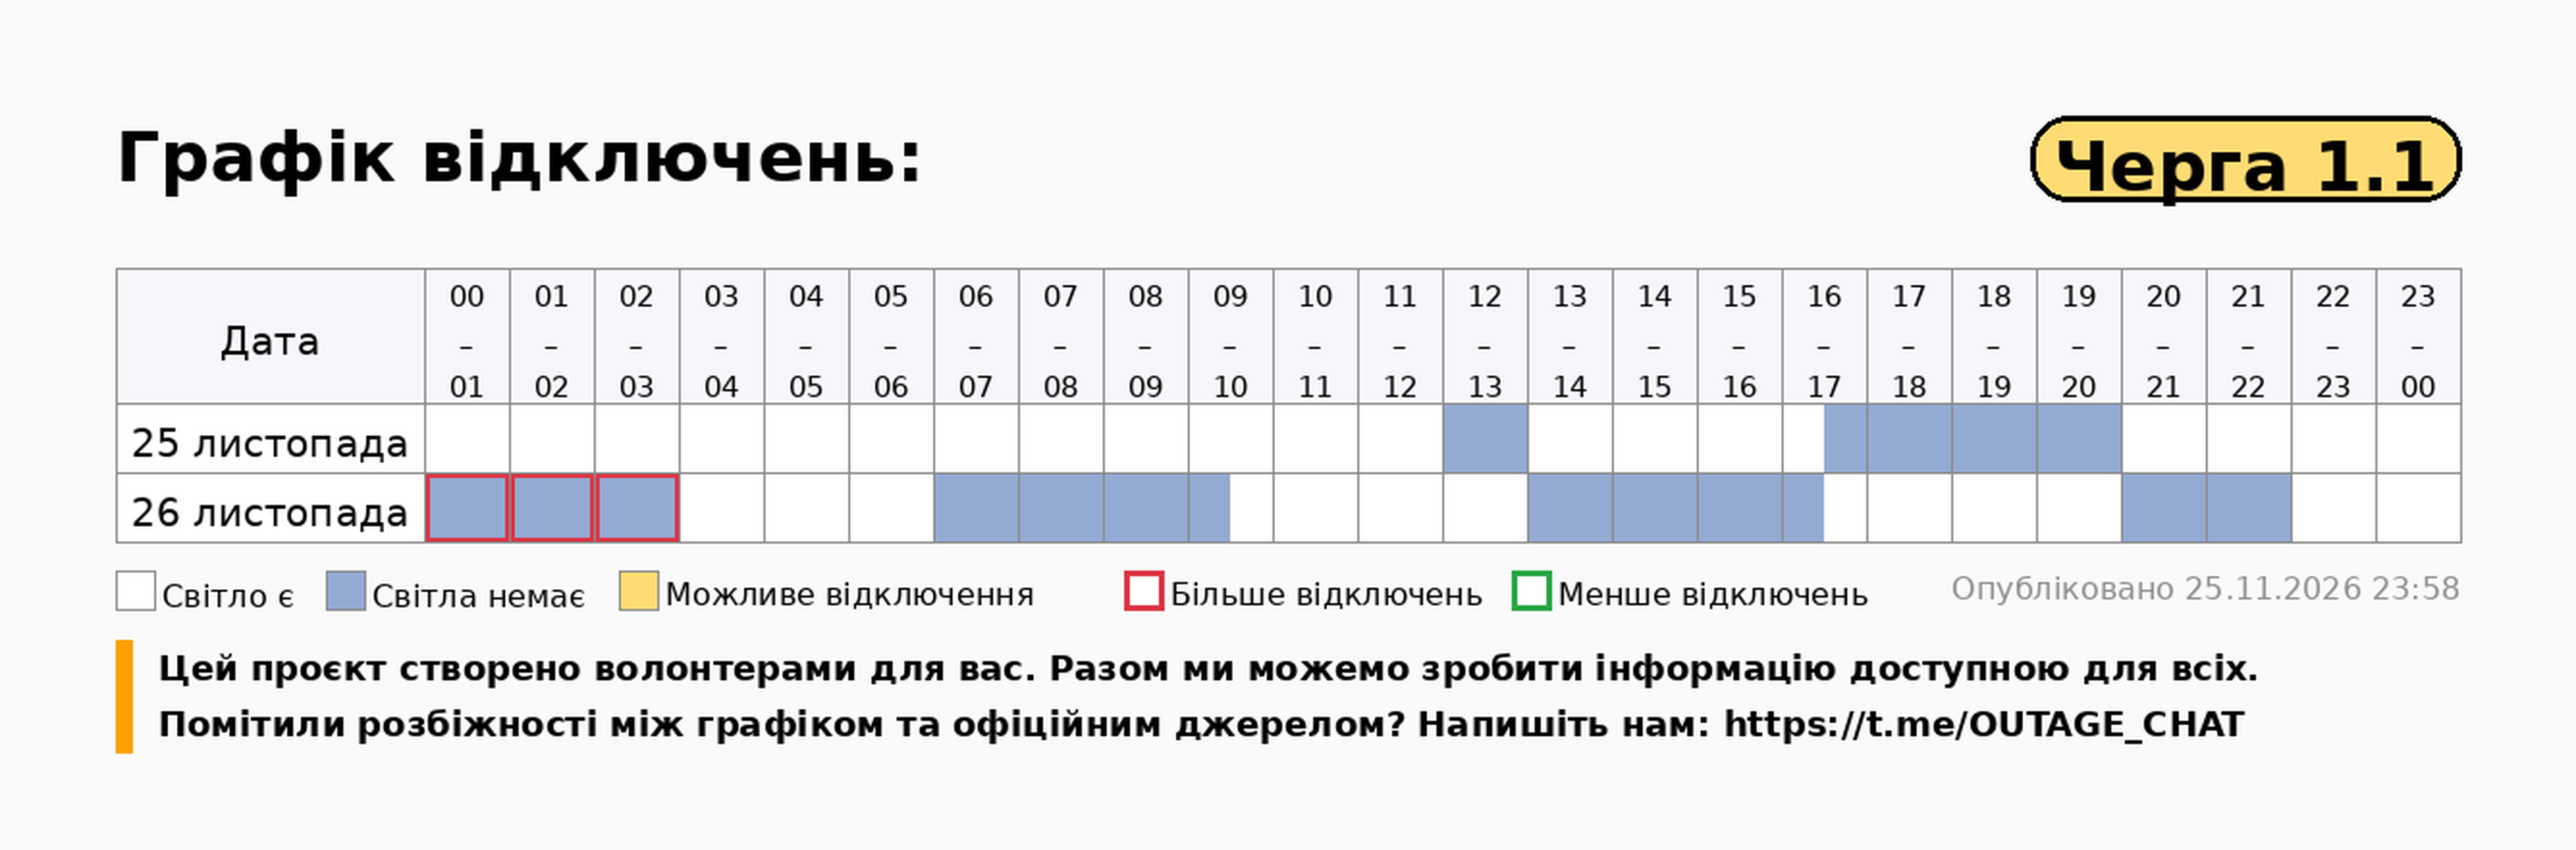 Графік відключень:
Черга 1.1
Дата 00 – 01 01 – 02 02 – 03 03 – 04 04 – 05 05 – 06 06 – 07 07 – 08 08 – 09 09 – 10 10 – 11 11 – 12 12 – 13 13 – 14 14 – 15 15 – 16 16 – 17 17 – 18 18 – 19 19 – 20 20 – 21 21 – 22 22 – 23 23 – 00
25 листопада
26 листопада
Світло є Світла немає Можливе відключення Більше відключень Менше відключень Опубліковано 25.11.2026 23:58
Цей проєкт створено волонтерами для вас. Разом ми можемо зробити інформацію доступною для всіх.
Помітили розбіжності між графіком та офіційним джерелом? Напишіть нам: https://t.me/OUTAGE_CHAT